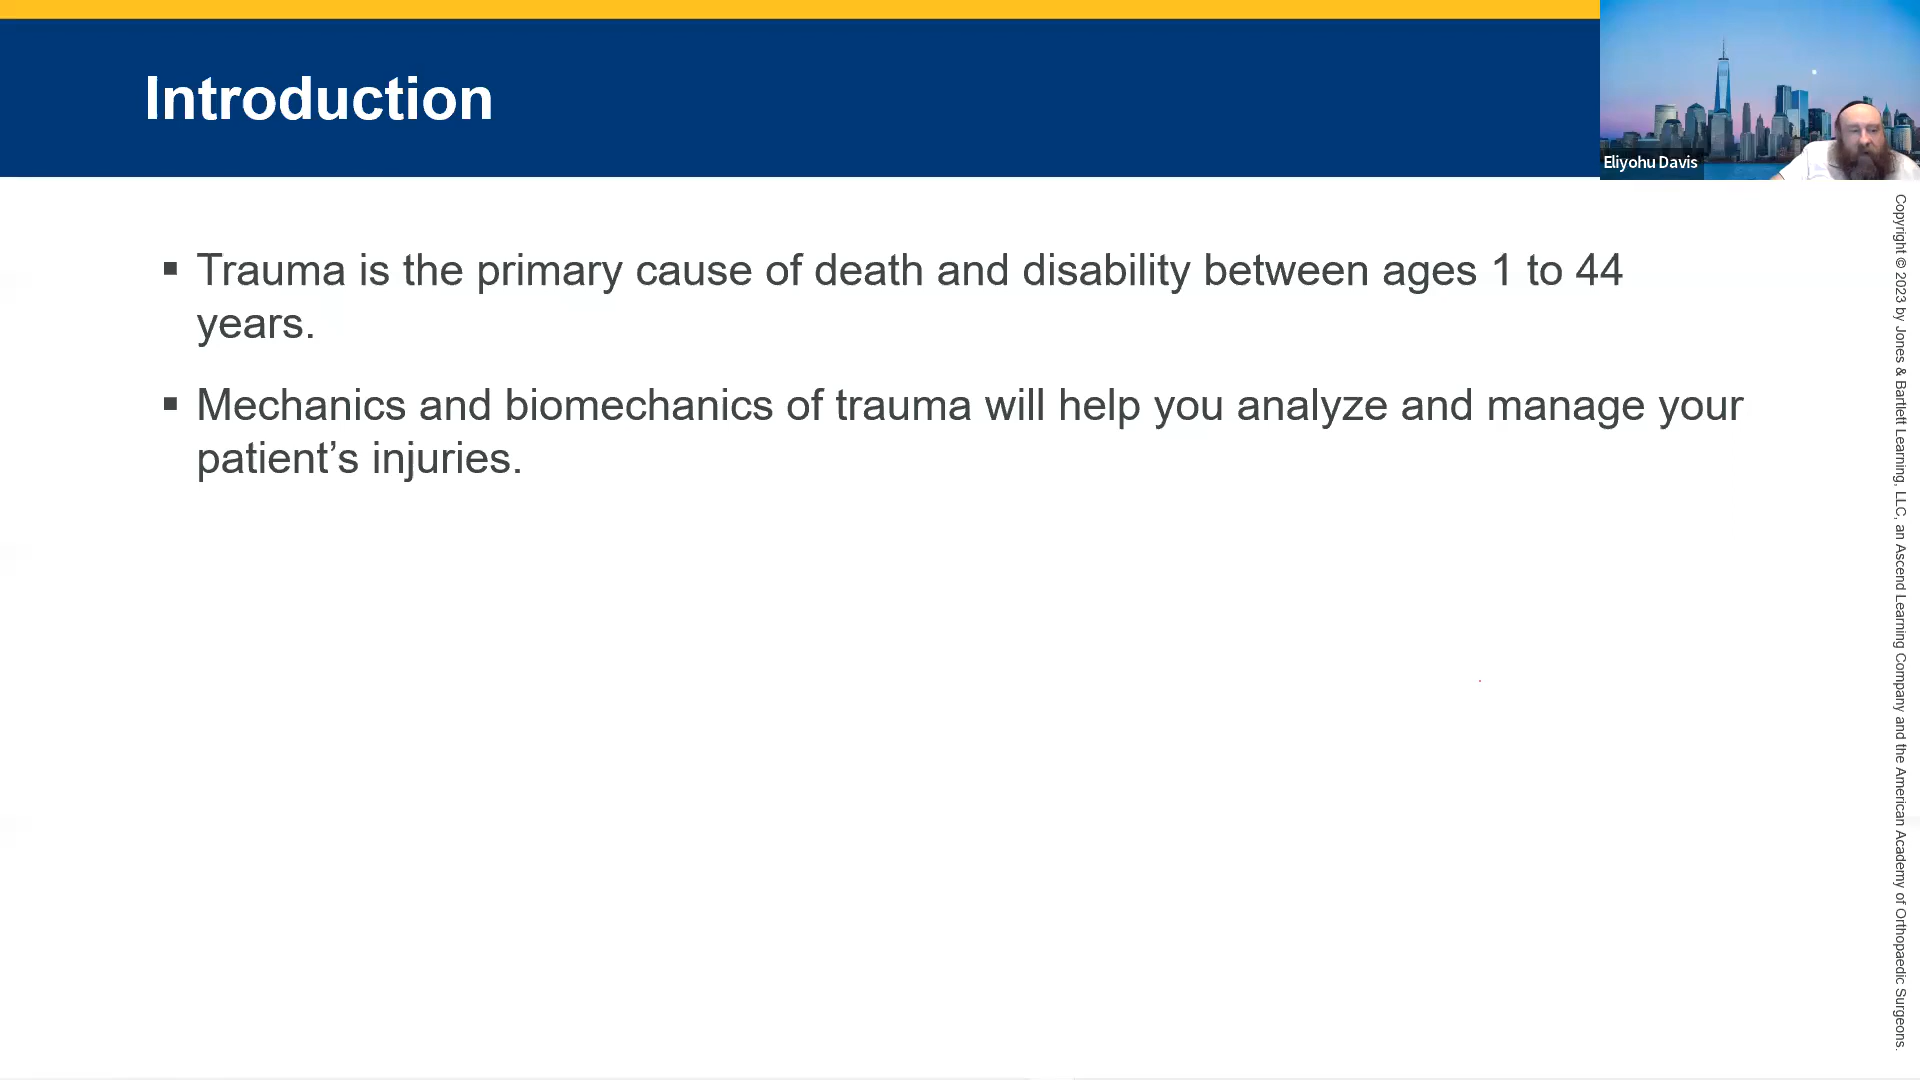 Introduction
Eliyohu Davis
▪ Trauma is the primary cause of death and disability between ages 1 to 44
years.
▪ Mechanics and biomechanics of trauma will help you analyze and manage your
patient’s injuries.
Copyright © 2023 by Jones & Bartlett Learning, LLC, an Ascend Learning Company and the American Academy of Orthopaedic Surgeons.